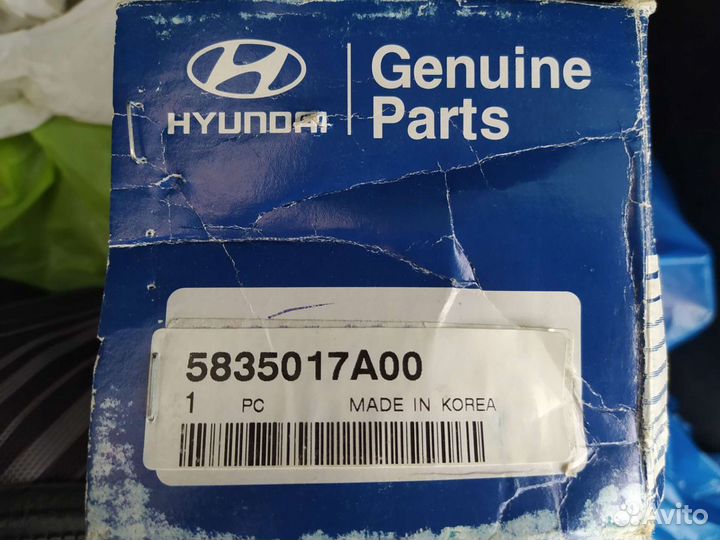 HYUNDAI
Genuine
Parts
5835017A00
1 PC MADE IN KOREA
Avito